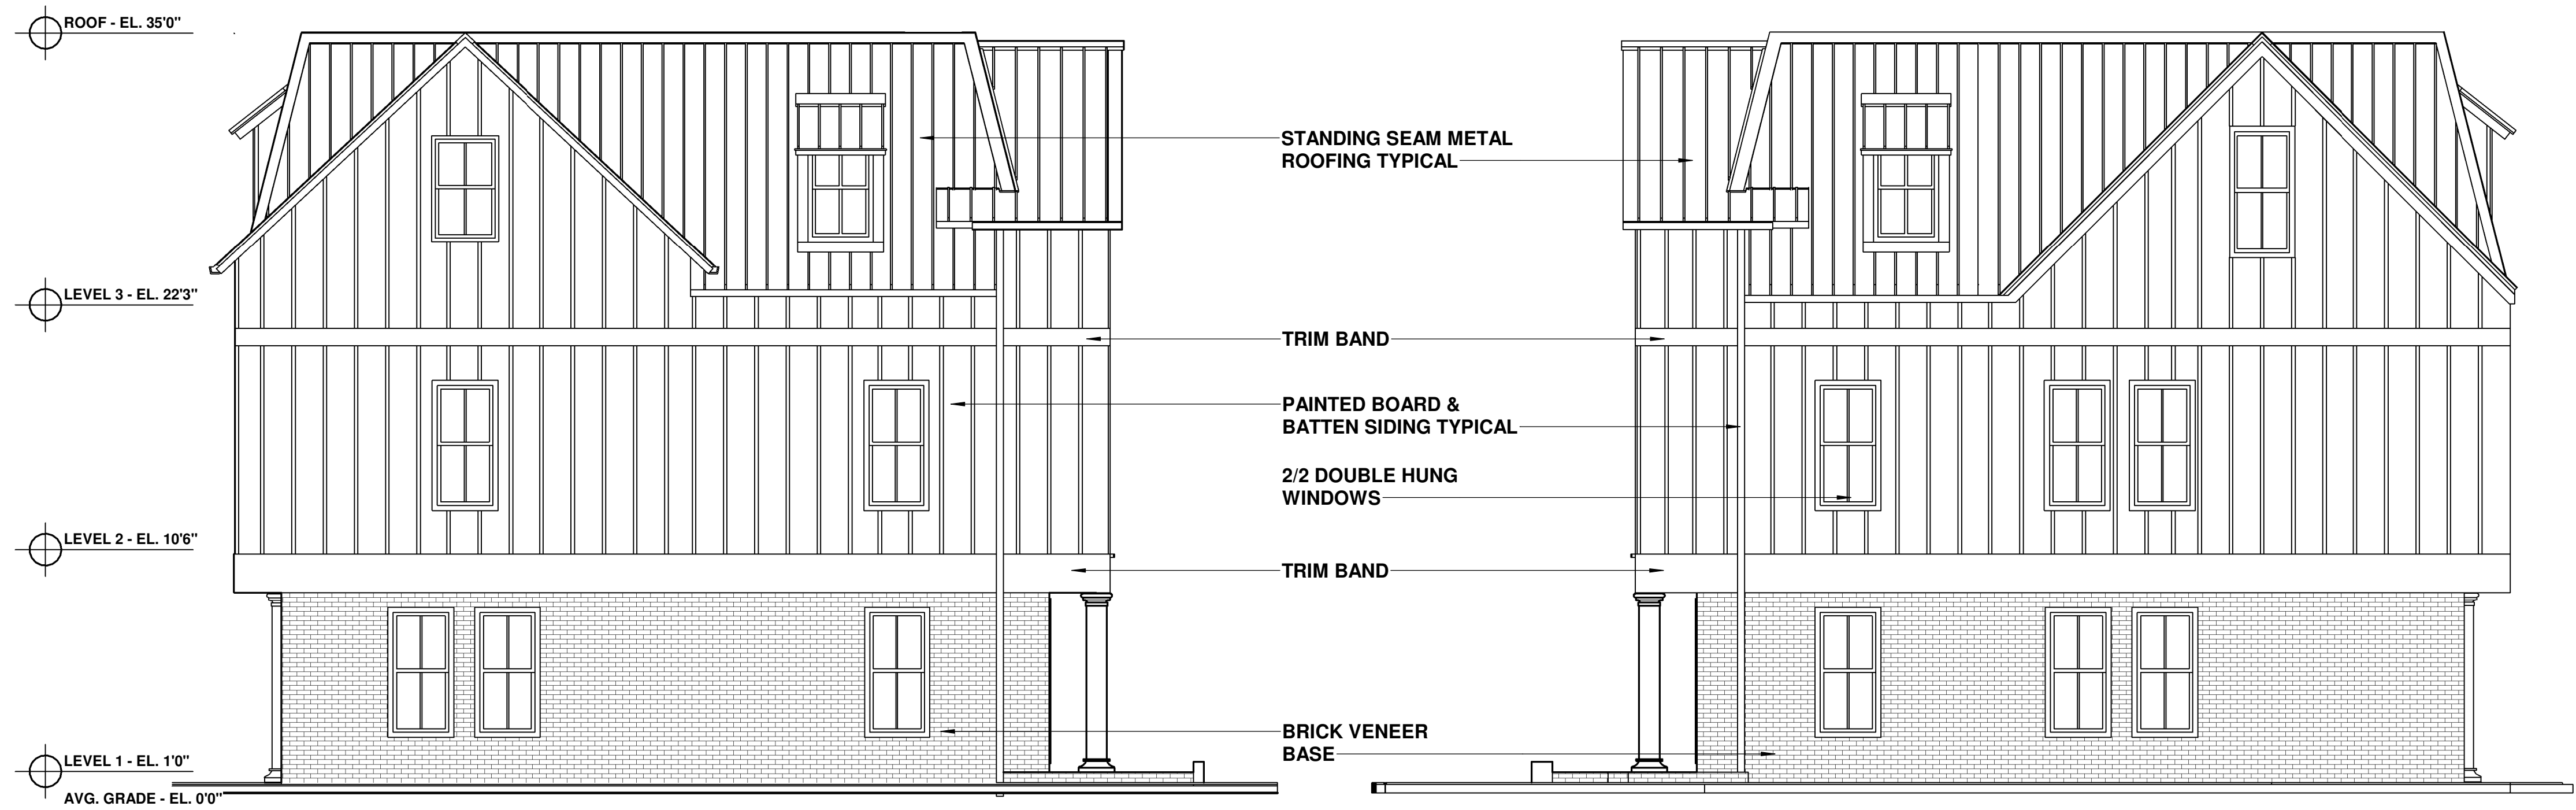 ROOF - EL. 35'0"
STANDING SEAM METAL
ROOFING TYPICAL
LEVEL 3 - EL. 22'3"
TRIM BAND
PAINTED BOARD &
BATTEN SIDING TYPICAL
2/2 DOUBLE HUNG
WINDOWS
LEVEL 2 - EL. 10'6"
TRIM BAND
BRICK VENEER
BASE
LEVEL 1 - EL. 1'0"
AVG. GRADE - EL. 0'0"